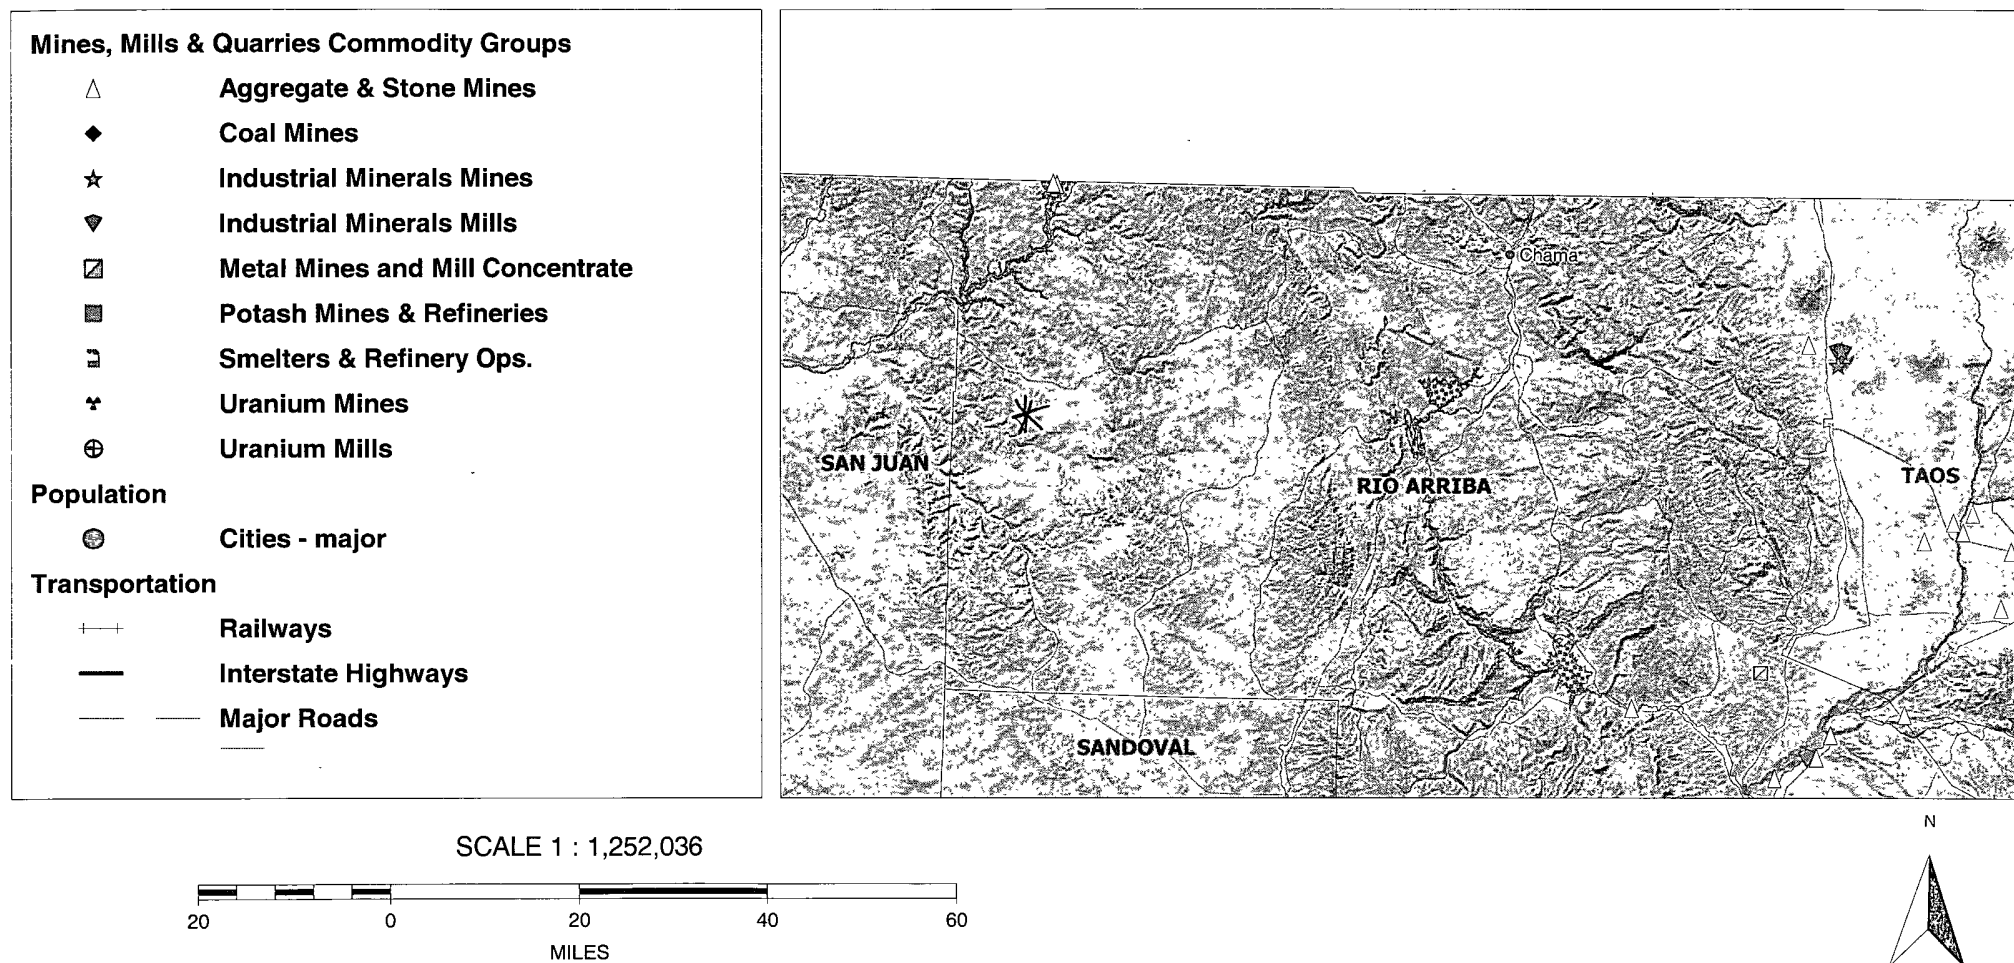 Mines, Mills & Quarries Commodity Groups
Aggregate & Stone Mines
Coal Mines
Industrial Minerals Mines
Industrial Minerals Mills
Metal Mines and Mill Concentrate
Potash Mines & Refineries
Smelters & Refinery Ops.
Uranium Mines
Uranium Mills
Population
Cities - major
Transportation
Railways
Interstate Highways
Major Roads
Chama
SAN JUAN
RIO ARRIBA
TAOS
SANDOVAL
SCALE 1 : 1,252,036
20 0 20 40 60
MILES
N